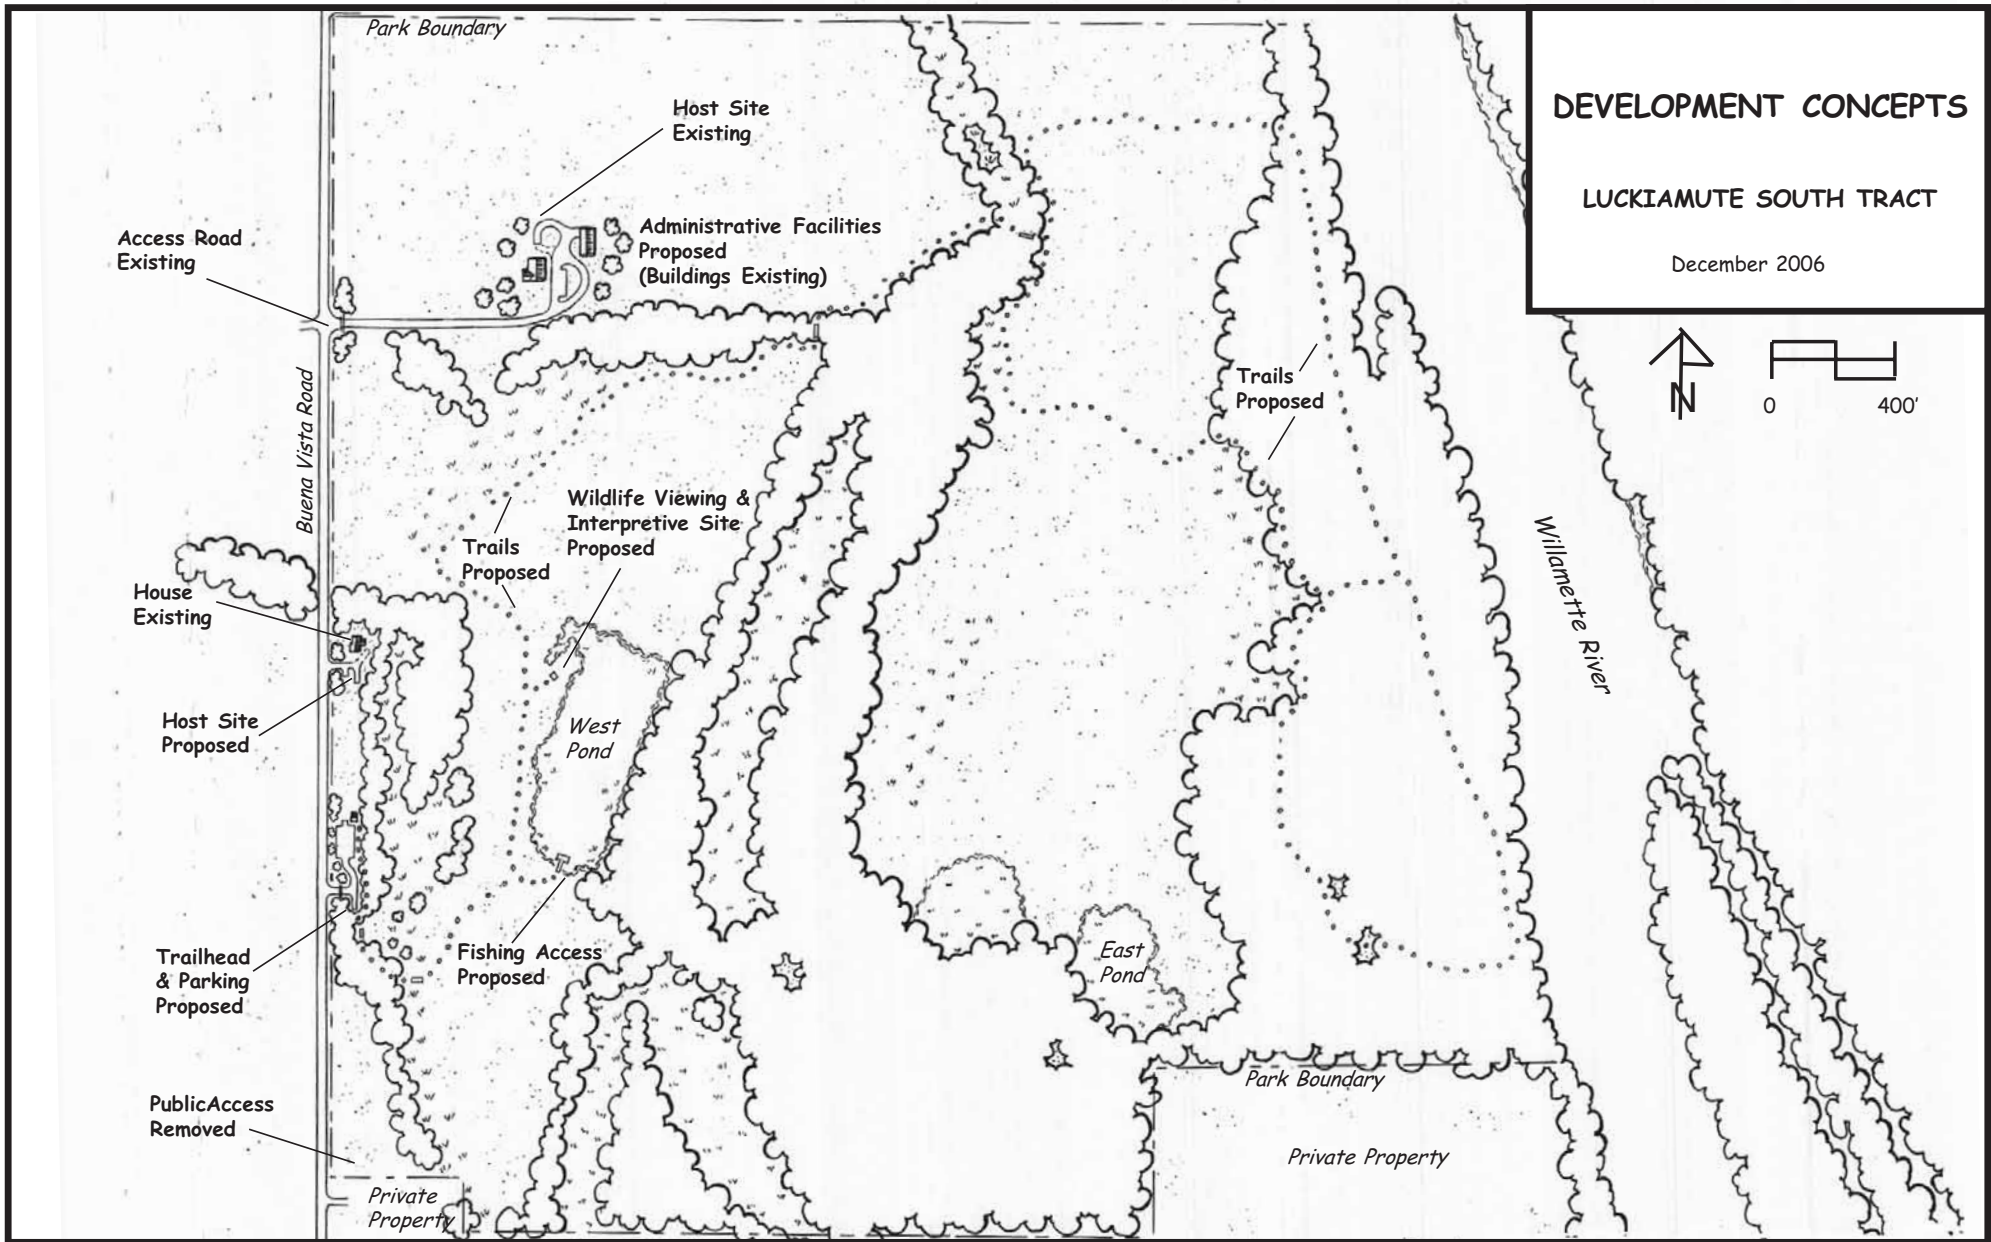 Park Boundary
DEVELOPMENT CONCEPTS
LUCKIAMUTE SOUTH TRACT
December 2006
N
0
400'
Host Site
Existing
Administrative Facilities
Proposed
(Buildings Existing)
Access Road
Existing
Buena Vista Road
Trails
Proposed
Wildlife Viewing &
Interpretive Site
Proposed
Trails
Proposed
House
Existing
Host Site
Proposed
West
Pond
Willamette River
Trailhead
& Parking
Proposed
Fishing Access
Proposed
East
Pond
PublicAccess
Removed
Park Boundary
Private Property
Private
Property